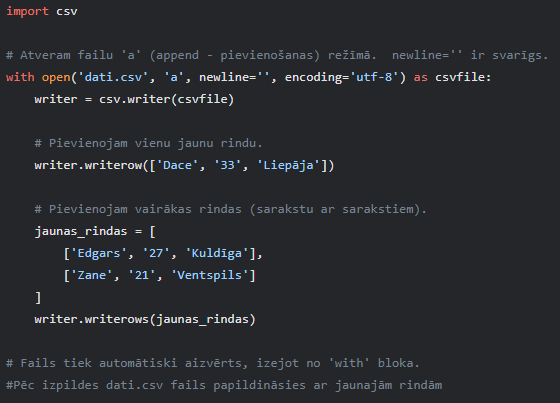 import csv

# Atveram failu 'a' (append - pievienošanas) režīmā.  newline='' ir svarīgs.
with open('dati.csv', 'a', newline='', encoding='utf-8') as csvfile:
    writer = csv.writer(csvfile)

    # Pievienojam vienu jaunu rindu.
    writer.writerow(['Dace', '33', 'Liepāja'])

    # Pievienojam vairākas rindas (sarakstu ar sarakstiem).
    jaunas_rindas = [
        ['Edgars', '27', 'Kuldīga'],
        ['Zane', '21', 'Ventspils']
    ]
    writer.writerows(jaunas_rindas)

# Fails tiek automātiski aizvērts, izejot no 'with' bloka.
#Pēc izpildes dati.csv fails papildināsies ar jaunajām rindām